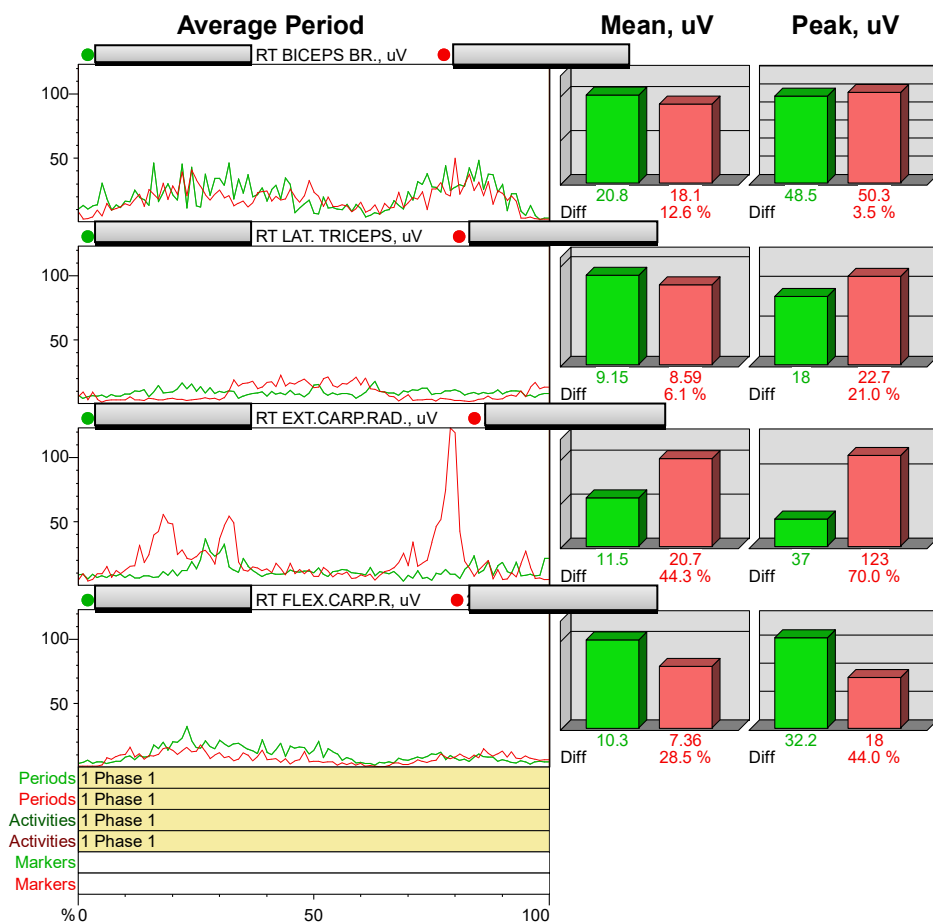 Average Period Mean, uV Peak, uV
RT BICEPS BR., uV
100
50
20.8 18.1 48.5 50.3
Diff 12.6 % Diff 3.5 %
RT LAT. TRICEPS, uV
100
50
9.15 8.59 18 22.7
Diff 6.1 % Diff 21.0 %
RT EXT.CARP.RAD., uV
100
50
11.5 20.7 37 123
Diff 44.3 % Diff 70.0 %
RT FLEX.CARP.R, uV
100
50
10.3 7.36 32.2 18
Diff 28.5 % Diff 44.0 %
Periods 1 Phase 1
Periods 1 Phase 1
Activities 1 Phase 1
Activities 1 Phase 1
Markers
Markers
% 0 50 100